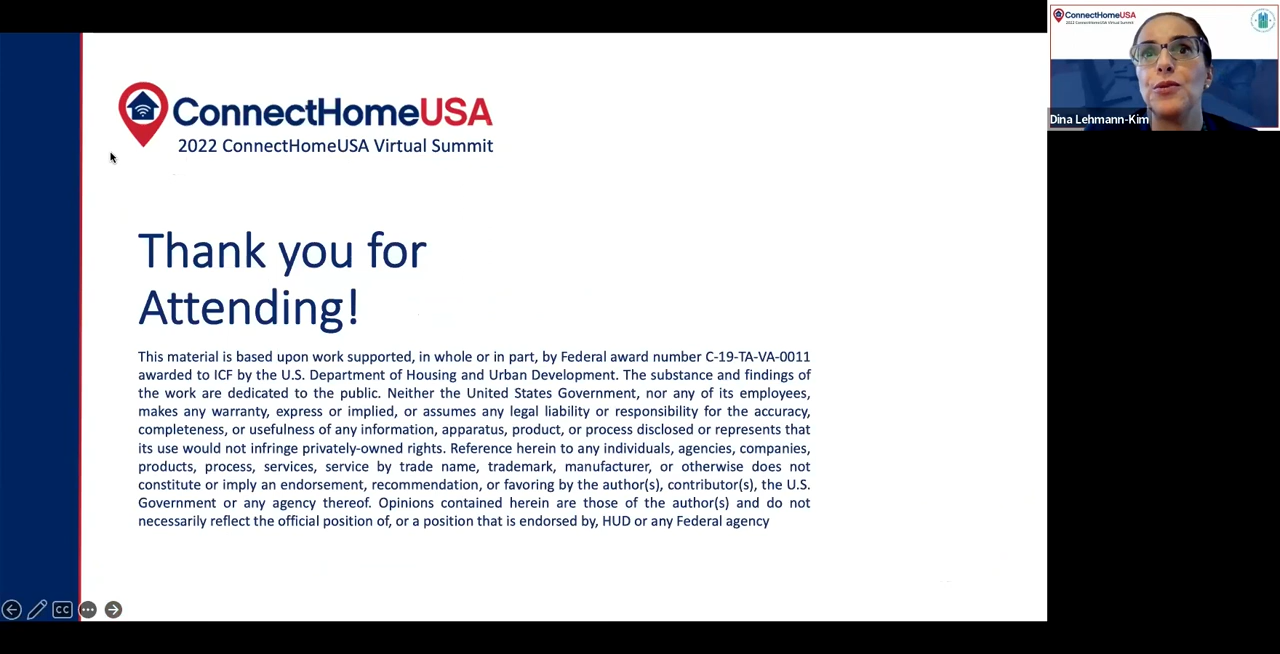 ConnectHomeUSA
2022 ConnectHomeUSA Virtual Summit
Thank you for
Attending!
This material is based upon work supported, in whole or in part, by Federal award number C-19-TA-VA-0011
awarded to ICF by the U.S. Department of Housing and Urban Development. The substance and findings of
the work are dedicated to the public. Neither the United States Government, nor any of its employees,
makes any warranty, express or implied, or assumes any legal liability or responsibility for the accuracy,
completeness, or usefulness of any information, apparatus, product, or process disclosed or represents that
its use would not infringe privately-owned rights. Reference herein to any individuals, agencies, companies,
products, process, services, service by trade name, trademark, manufacturer, or otherwise does not
constitute or imply an endorsement, recommendation, or favoring by the author(s), contributor(s), the U.S.
Government or any agency thereof. Opinions contained herein are those of the author(s) and do not
necessarily reflect the official position of, or a position that is endorsed by, HUD or any Federal agency
CC
ConnectHomeUSA
2022 ConnectHomeUSA Virtual Summit
Dina Lehmann-Kim